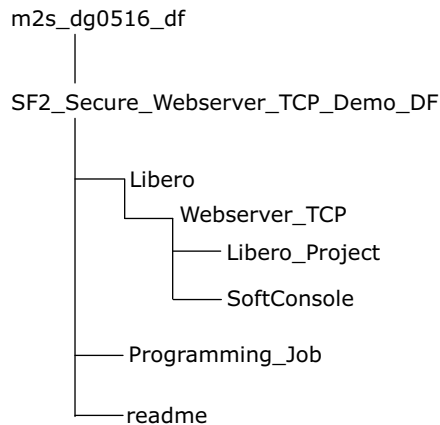 m2s_dg0516_df
SF2_Secure_Webserver_TCP_Demo_DF
Libero
Webserver_TCP
Libero_Project
SoftConsole
Programming_Job
readme